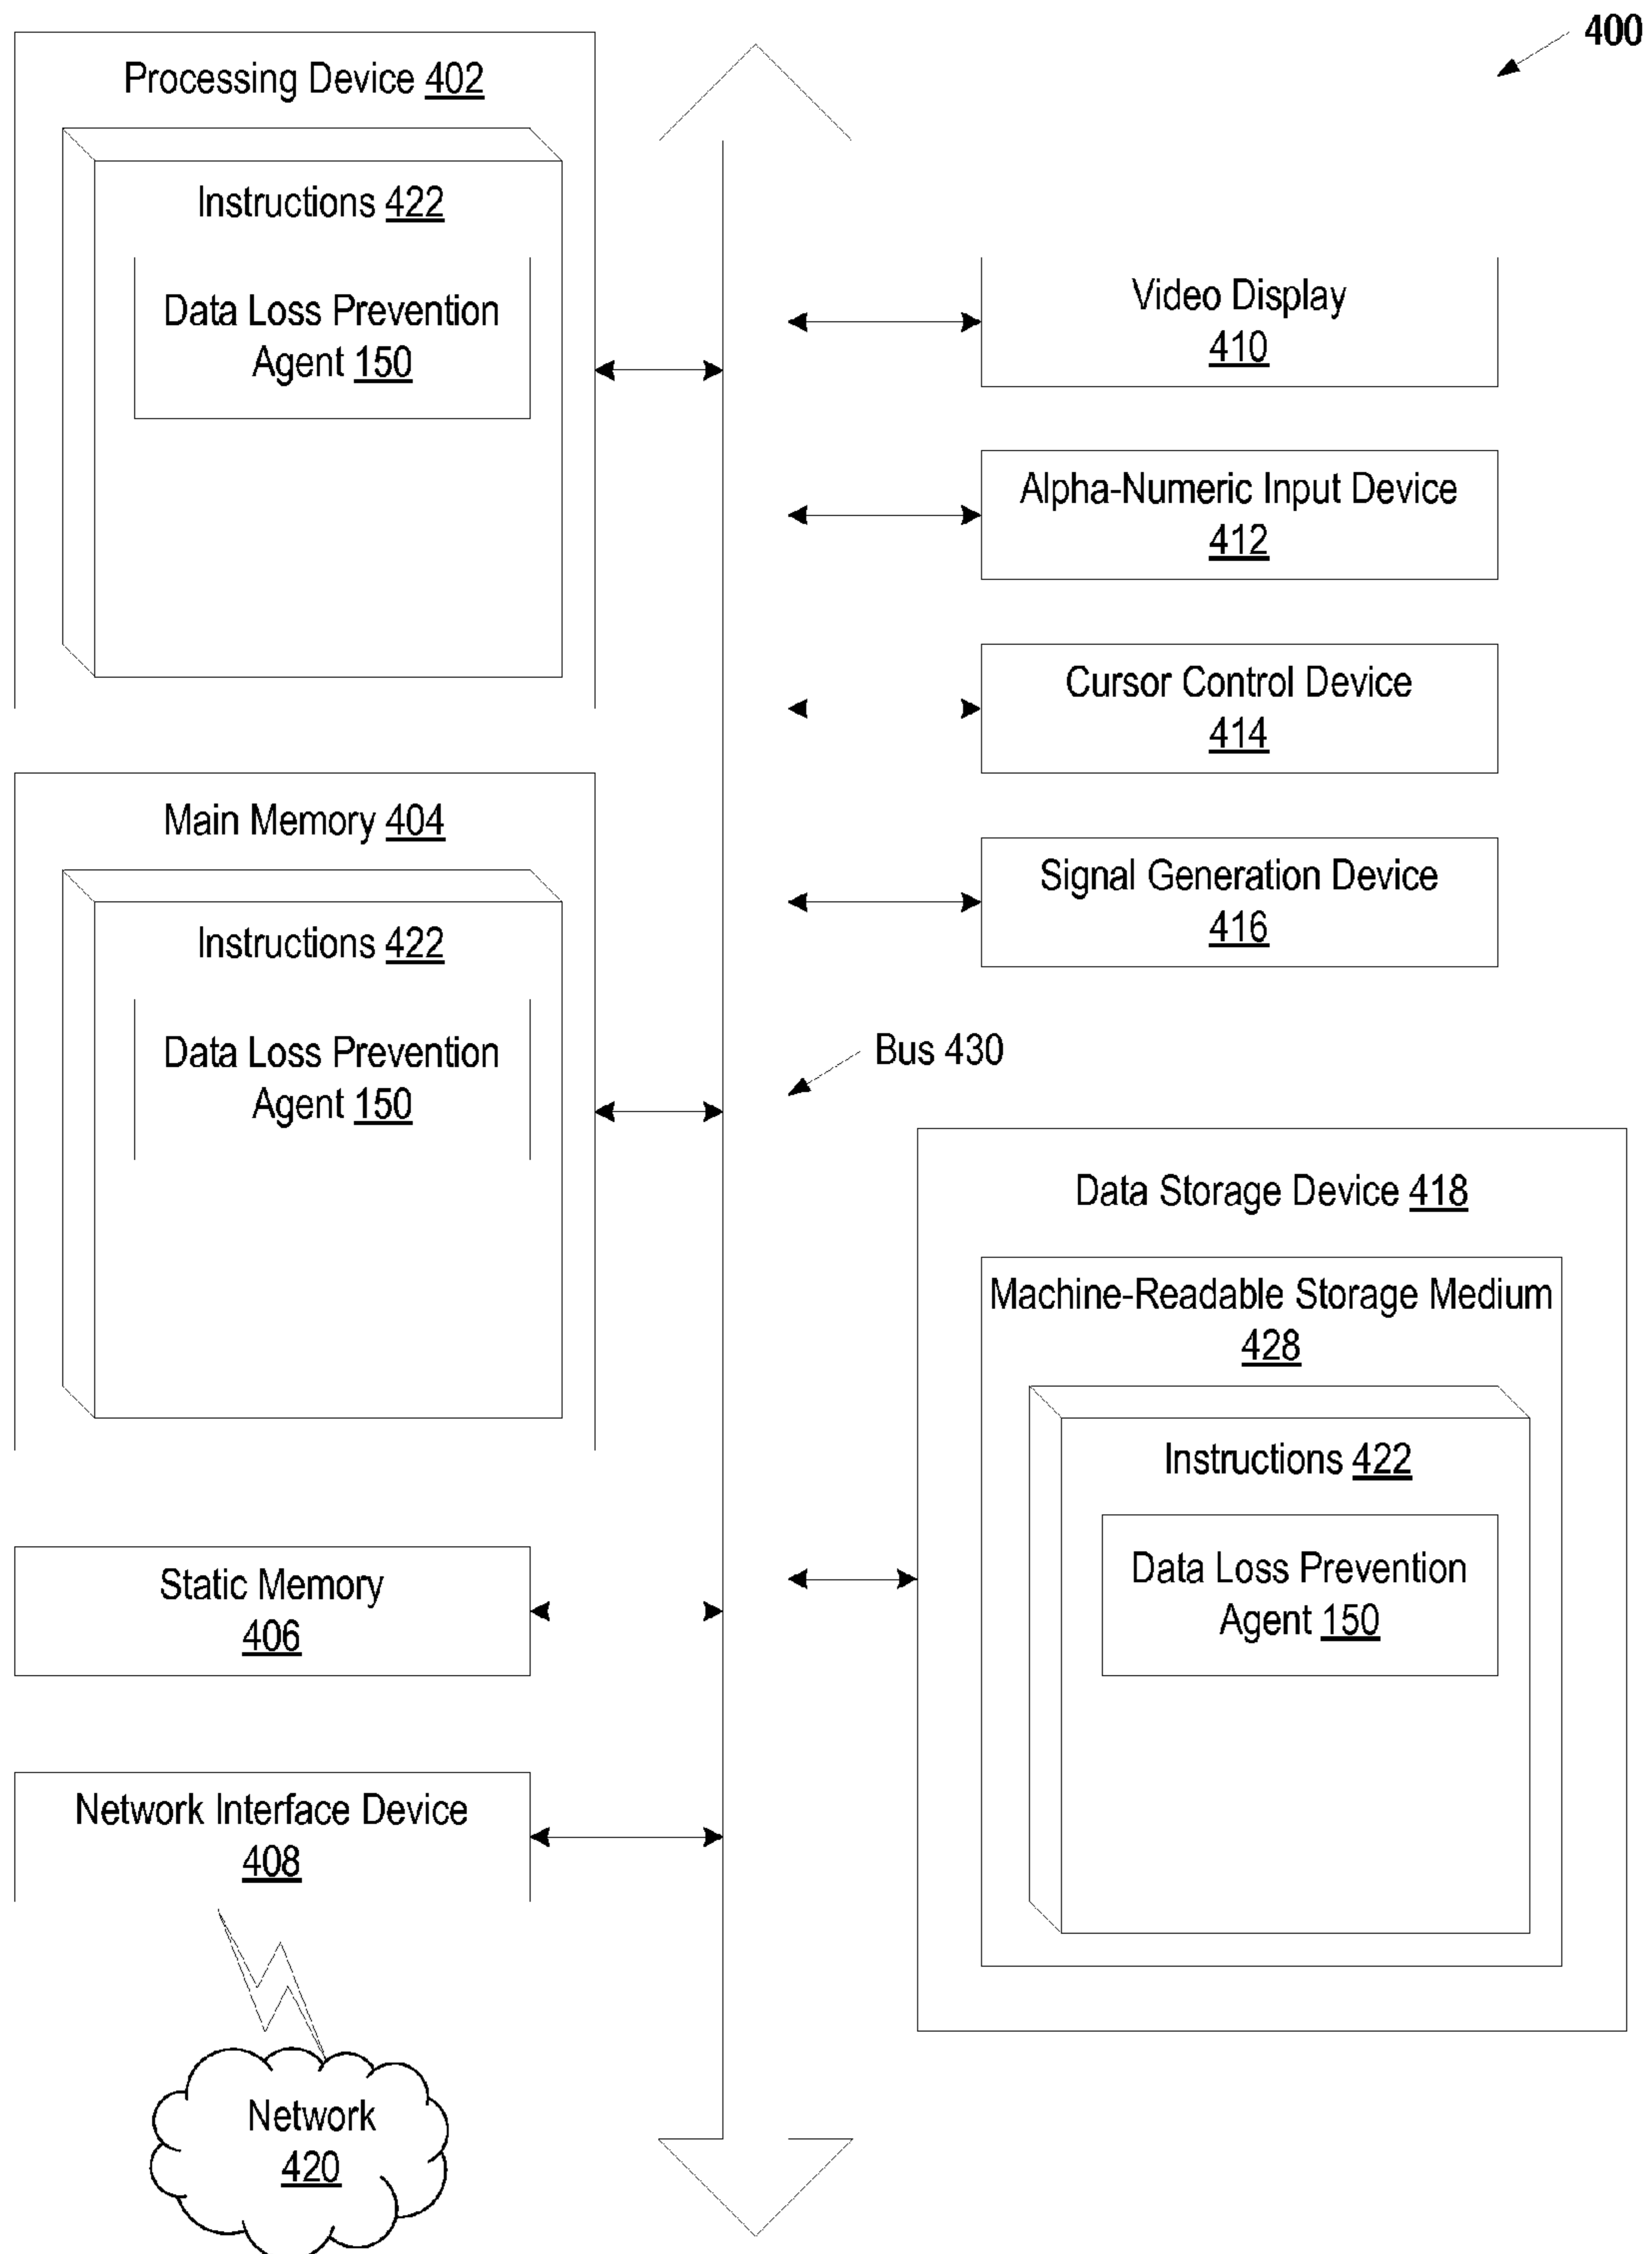 400
Processing Device 402
Instructions 422
Data Loss Prevention
Agent 150
Video Display
410
Alpha-Numeric Input Device
412
Cursor Control Device
414
Main Memory 404
Instructions 422
Data Loss Prevention
Agent 150
Signal Generation Device
416
Bus 430
Data Storage Device 418
Machine-Readable Storage Medium
428
Instructions 422
Data Loss Prevention
Agent 150
Static Memory
406
Network Interface Device
408
Network
420